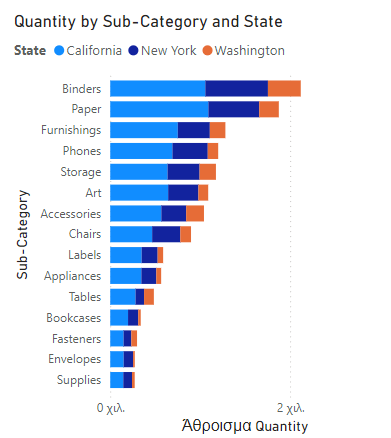 Quantity by Sub-Category and State
State California New York Washington
Binders
Paper
Furnishings
Phones
Storage
Art
Accessories
Chairs
Labels
Appliances
Tables
Bookcases
Fasteners
Envelopes
Supplies
Sub-Category
0 χιλ. 2 χιλ.
Άθροισμα Quantity